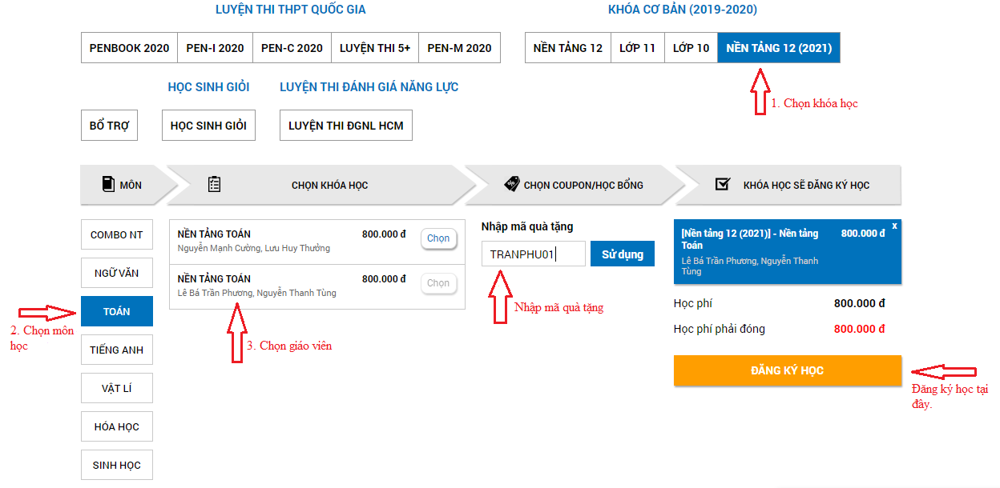 LUYỆN THI THPT QUỐC GIA
KHÓA CƠ BẢN (2019-2020)
PENBOOK 2020 PEN-I 2020 PEN-C 2020 LUYỆN THI 5+ PEN-M 2020
NỀN TẢNG 12 LỚP 11 LỚP 10 NỀN TẢNG 12 (2021)
1. Chọn khóa học
HỌC SINH GIỎI
LUYỆN THI ĐÁNH GIÁ NĂNG LỰC
BỔ TRỢ HỌC SINH GIỎI LUYỆN THI ĐGNL HCM
MÔN
CHỌN KHÓA HỌC
CHỌN COUPON/HỌC BỔNG
KHÓA HỌC SẼ ĐĂNG KÝ HỌC
COMBO NT
NGỮ VĂN
TOÁN
TIẾNG ANH
VẬT LÍ
HÓA HỌC
SINH HỌC
2. Chọn môn
học
NỀN TẢNG TOÁN 800.000 đ Chọn
Nguyễn Mạnh Cường, Lưu Huy Thưởng
NỀN TẢNG TOÁN 800.000 đ Chọn
Lê Bá Trần Phương, Nguyễn Thanh Tùng
3. Chọn giáo viên
Nhập mã quà tặng
TRANPHU01 Sử dụng
Nhập mã quà tặng
[Nền tảng 12 (2021)] - Nền tảng 800.000 đ x
Toán
Lê Bá Trần Phương, Nguyễn Thanh
Tùng
Học phí 800.000 đ
Học phí phải đóng 800.000 đ
ĐĂNG KÝ HỌC
Đăng ký học tại
đây.